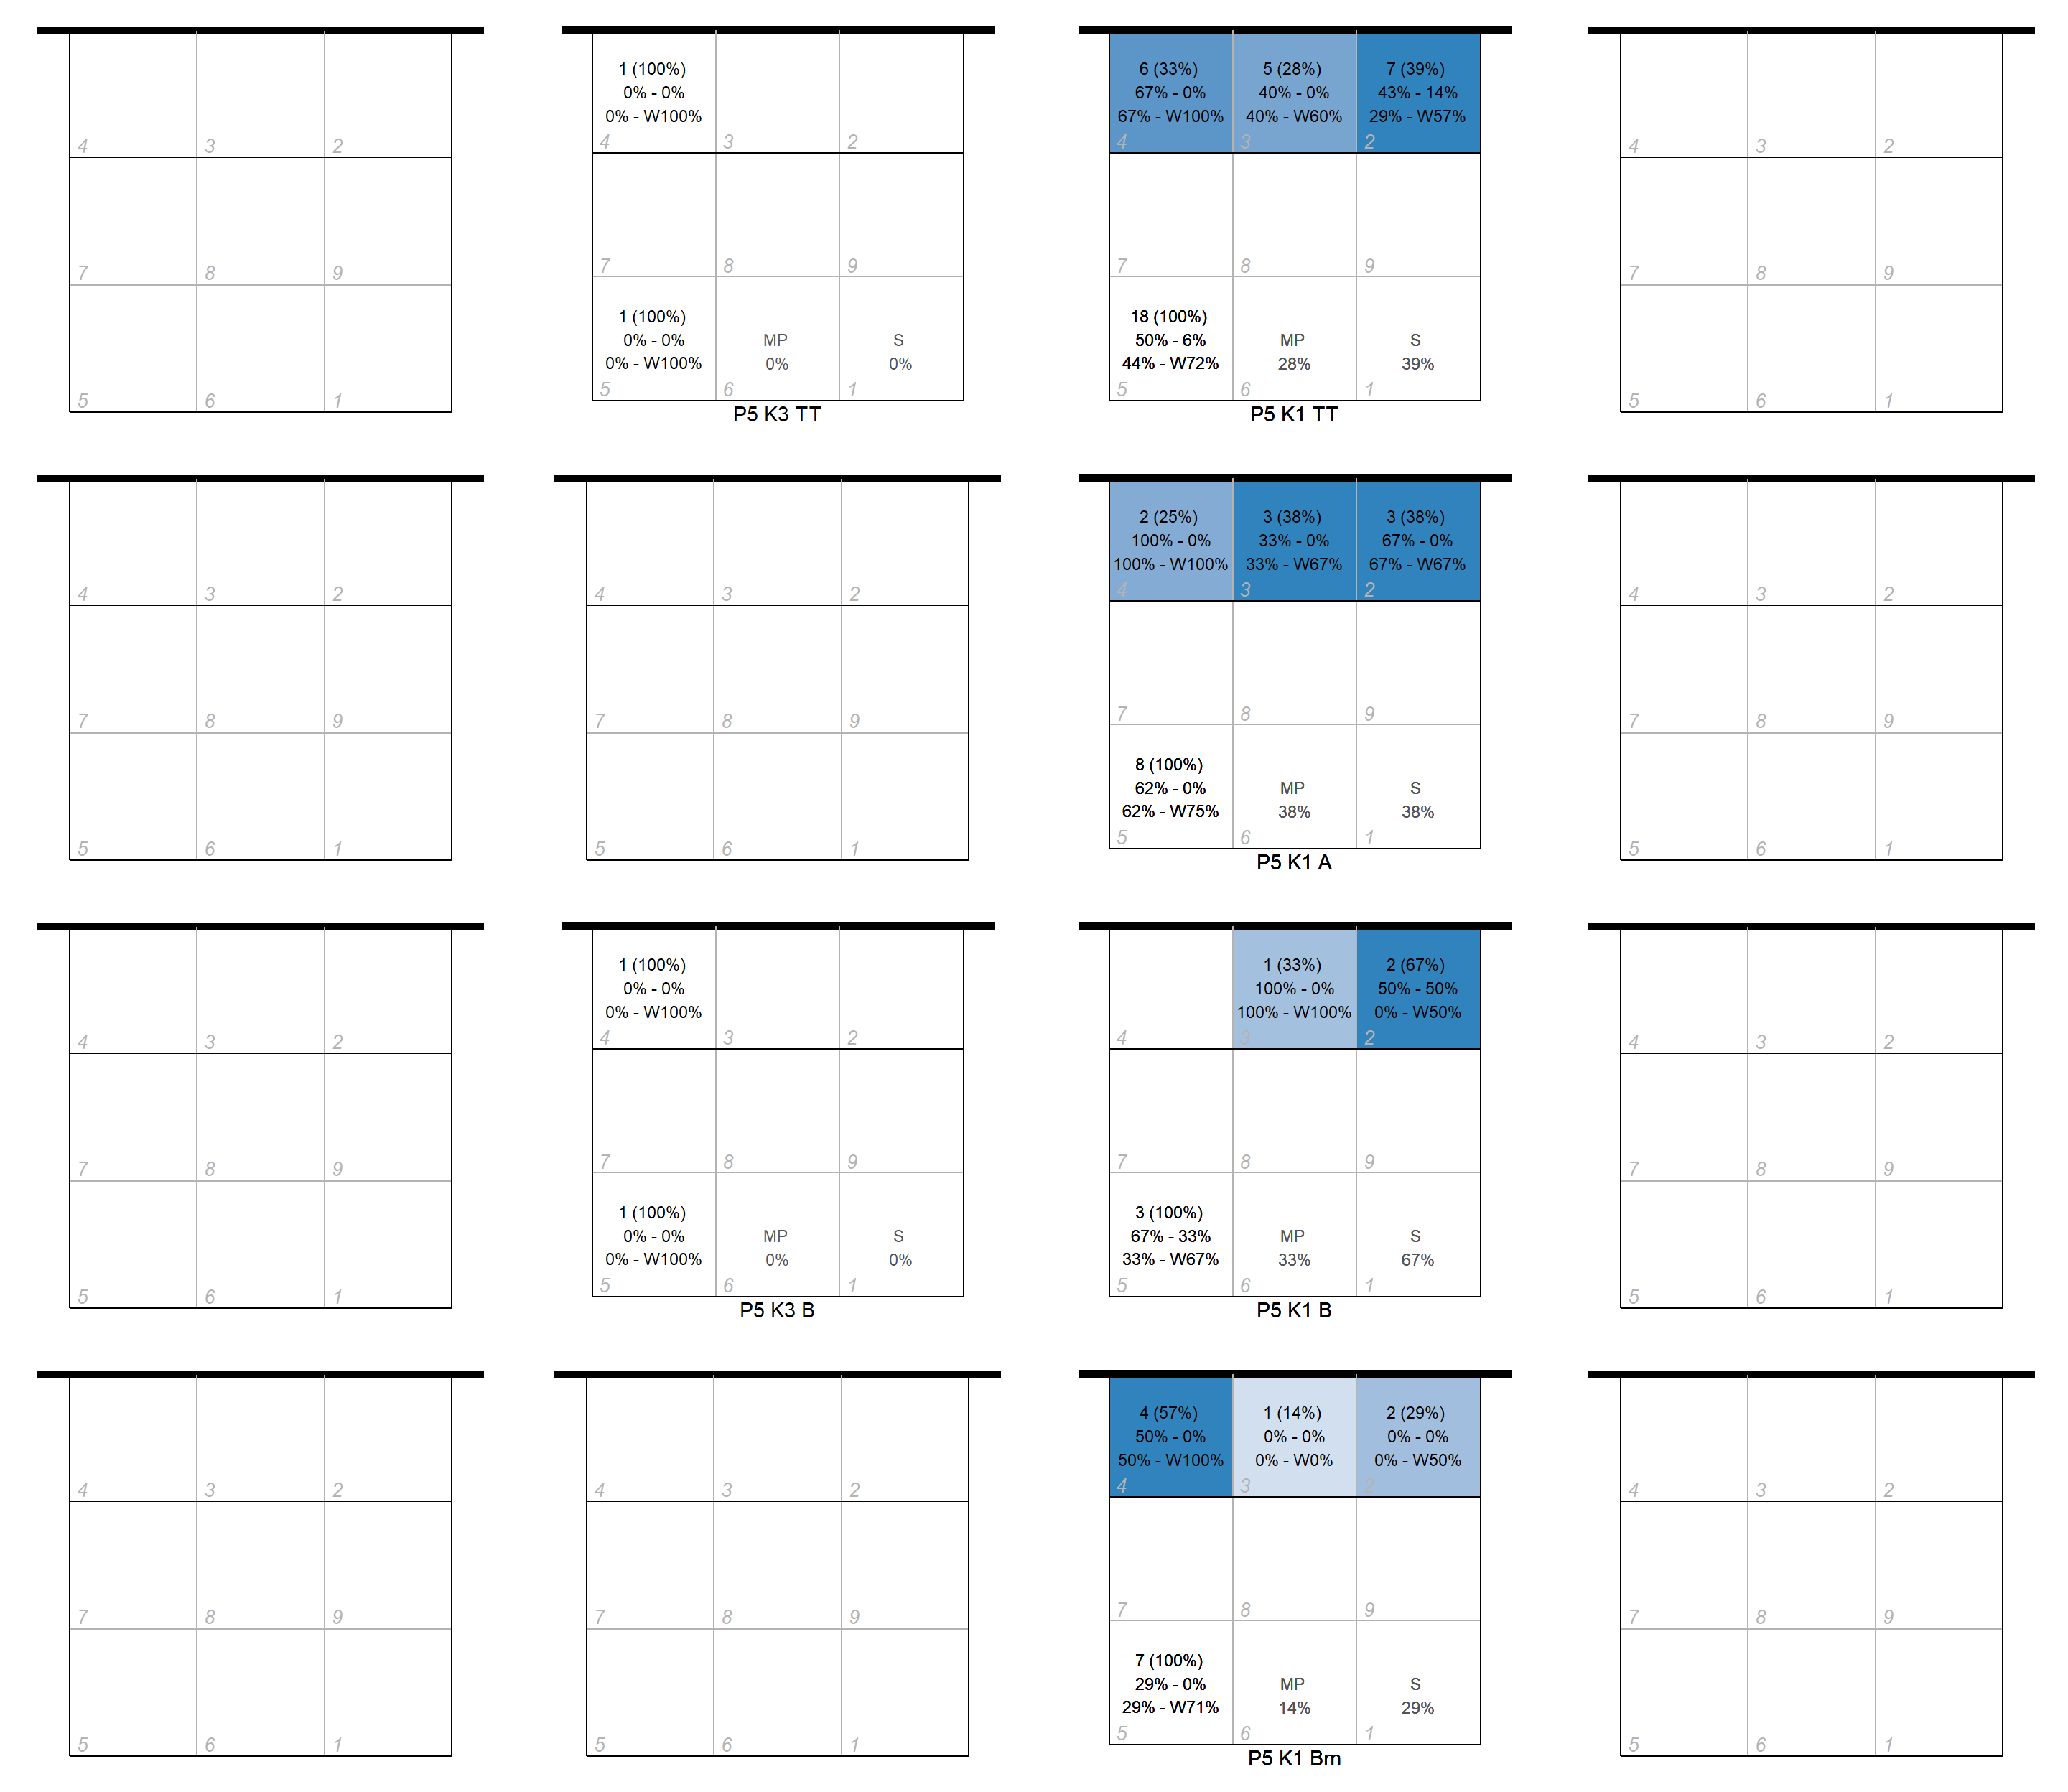 1 (100%)
0% - 0%
0% - W100%
6 (33%)
67% - 0%
67% - W100%
5 (28%)
40% - 0%
40% - W60%
7 (39%)
43% - 14%
29% - W57%
4 3 2
4 3 2
4 3 2
4 3 2
7 8 9
7 8 9
7 8 9
7 8 9
1 (100%)
0% - 0%
0% - W100%
MP
0%
S
0%
18 (100%)
50% - 6%
44% - W72%
MP
28%
S
39%
5 6 1
5 6 1
5 6 1
5 6 1
P5 K3 TT
P5 K1 TT
2 (25%)
100% - 0%
100% - W100%
3 (38%)
33% - 0%
33% - W67%
3 (38%)
67% - 0%
67% - W67%
4 3 2
4 3 2
4 3 2
4 3 2
7 8 9
7 8 9
7 8 9
7 8 9
8 (100%)
62% - 0%
62% - W75%
MP
38%
S
38%
5 6 1
5 6 1
5 6 1
5 6 1
P5 K1 A
1 (100%)
0% - 0%
0% - W100%
1 (33%)
100% - 0%
100% - W100%
2 (67%)
50% - 50%
0% - W50%
4 3 2
4 3 2
4 3 2
4 3 2
7 8 9
7 8 9
7 8 9
7 8 9
1 (100%)
0% - 0%
0% - W100%
MP
0%
S
0%
3 (100%)
67% - 33%
33% - W67%
MP
33%
S
67%
5 6 1
5 6 1
5 6 1
5 6 1
P5 K3 B
P5 K1 B
4 (57%)
50% - 0%
50% - W100%
1 (14%)
0% - 0%
0% - W0%
2 (29%)
0% - 0%
0% - W50%
4 3 2
4 3 2
4 3 2
4 3 2
7 8 9
7 8 9
7 8 9
7 8 9
7 (100%)
29% - 0%
29% - W71%
MP
14%
S
29%
5 6 1
5 6 1
5 6 1
5 6 1
P5 K1 Bm